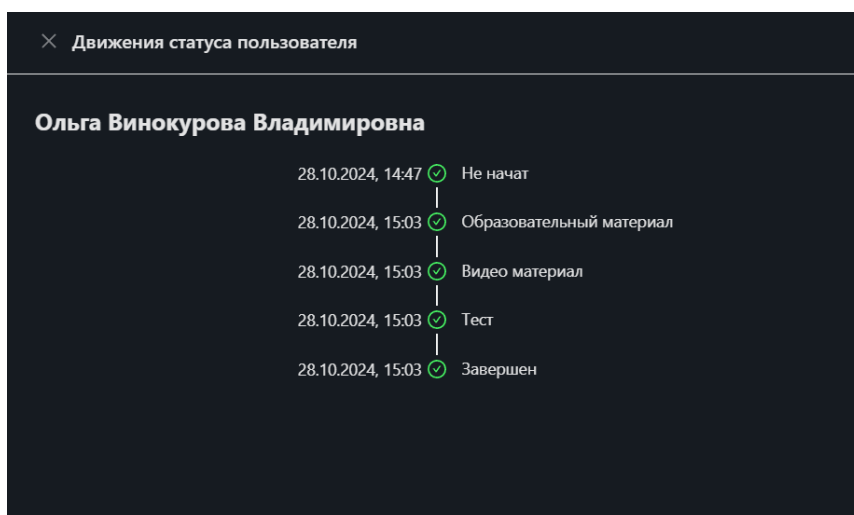 Движения статуса пользователя
Ольга Винокурова Владимировна
28.10.2024, 14:47 Не начат
28.10.2024, 15:03 Образовательный материал
28.10.2024, 15:03 Видео материал
28.10.2024, 15:03 Тест
28.10.2024, 15:03 Завершен